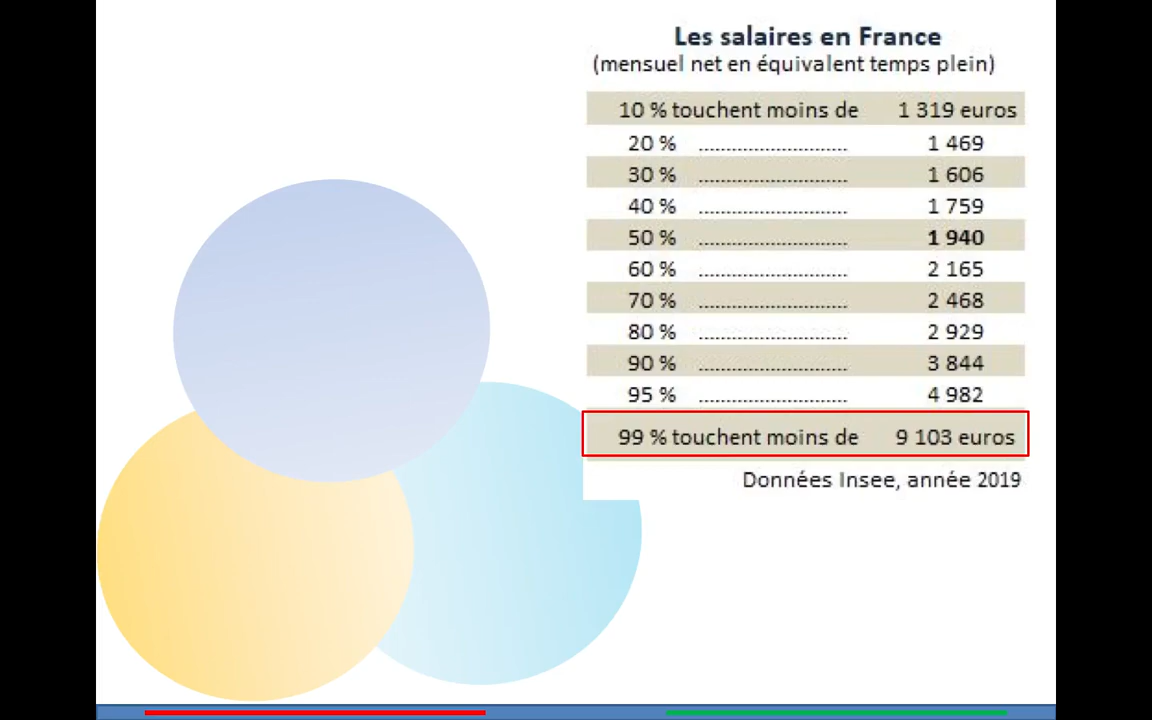 Les salaires en France
(mensuel net en équivalent temps plein)
10 % touchent moins de 1 319 euros
20 % ............................. 1 469
30 % ............................. 1 606
40 % ............................. 1 759
50 % ............................. 1 940
60 % ............................. 2 165
70 % ............................. 2 468
80 % ............................. 2 929
90 % ............................. 3 844
95 % ............................. 4 982
99 % touchent moins de 9 103 euros
Données Insee, année 2019